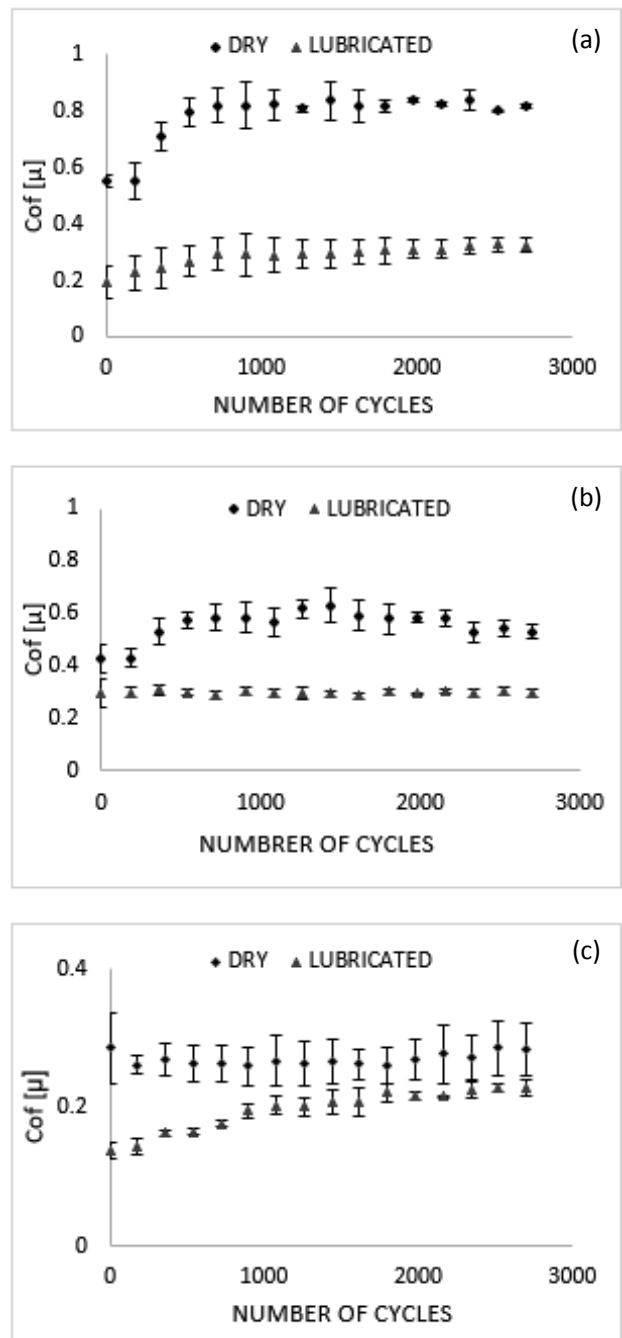 (a)
DRY LUBRICATED
1
0.8
0.6
0.4
0.2
0
Cof [µ]
0 1000 2000 3000
NUMBER OF CYCLES
(b)
DRY LUBRICATED
1
0.8
0.6
0.4
0.2
0
Cof [µ]
0 1000 2000 3000
NUMBRER OF CYCLES
(c)
DRY LUBRICATED
0.4
0.2
0
Cof [µ]
0 1000 2000 3000
NUMBER OF CYCLES